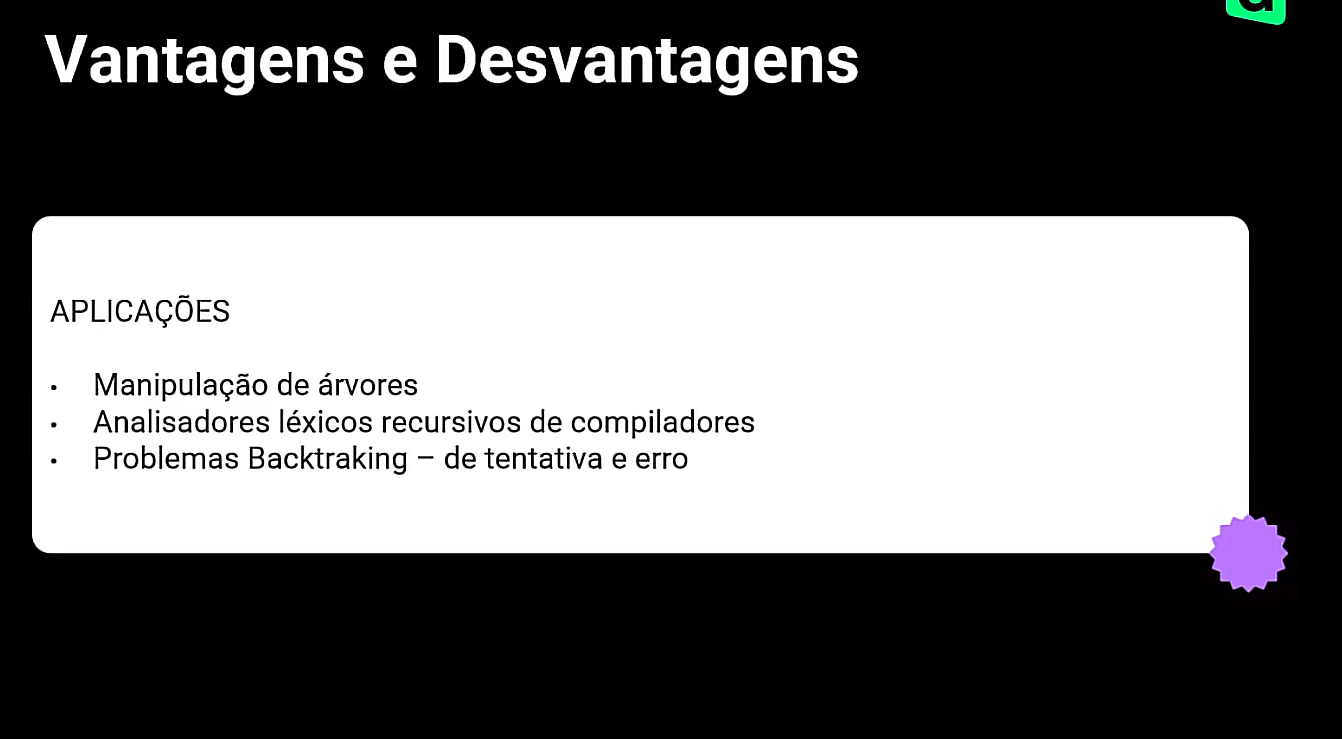 Vantagens e Desvantagens
APLICAÇÕES
• Manipulação de árvores
• Analisadores léxicos recursivos de compiladores
• Problemas Backtraking – de tentativa e erro